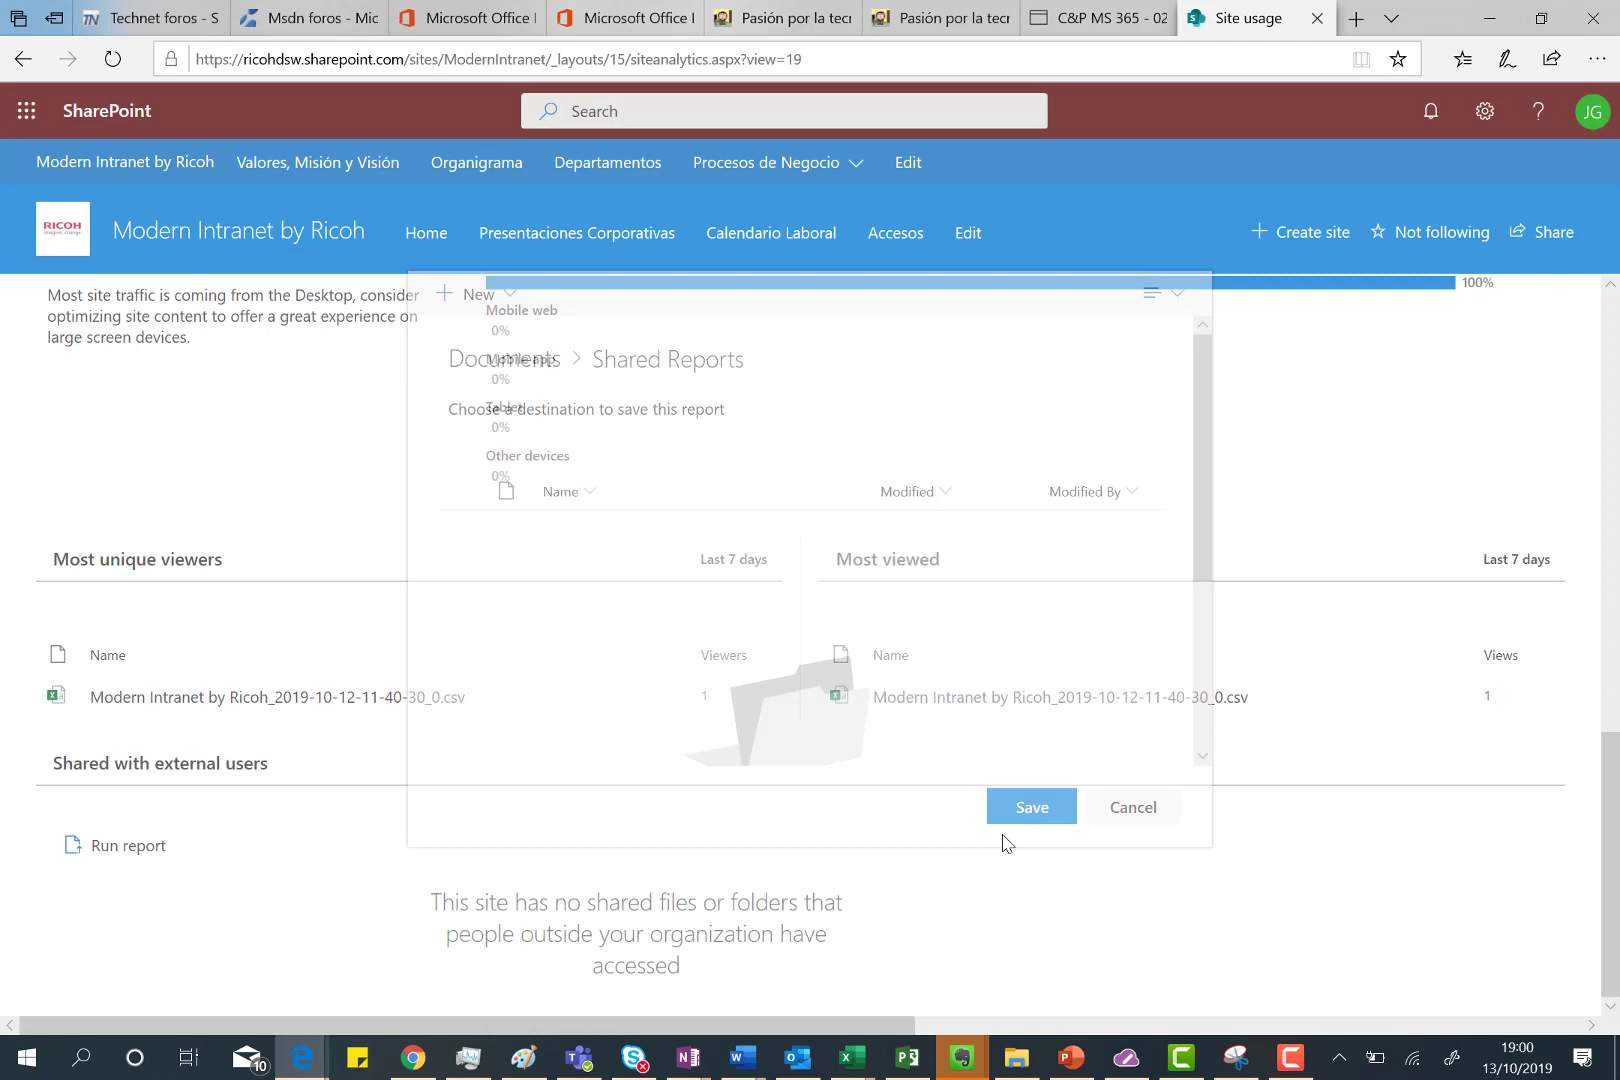 Technet foros - S
Msdn foros - Mic
Microsoft Office I
Microsoft Office I
Pasión por la tecr
Pasión por la tecr
C&P MS 365 - 02
Site usage
https://ricohdsw.sharepoint.com/sites/ModernIntranet/_layouts/15/siteanalytics.aspx?view=19
SharePoint
Search
JG
Modern Intranet by Ricoh
Valores, Misión y Visión
Organigrama
Departamentos
Procesos de Negocio
Edit
RICOH
imagine. change.
Modern Intranet by Ricoh
Home
Presentaciones Corporativas
Calendario Laboral
Accesos
Edit
Create site
Not following
Share
Most site traffic is coming from the Desktop, consider
optimizing site content to offer a great experience on
large screen devices.
100%
New
Mobile web
0%
Documents > Shared Reports
Mobile app
0%
Choose a destination to save this report
Tablet
0%
Other devices
0%
Name
Modified
Modified By
Most unique viewers
Last 7 days
Most viewed
Last 7 days
Name
Viewers
Name
Views
Modern Intranet by Ricoh_2019-10-12-11-40-30_0.csv
1
Modern Intranet by Ricoh_2019-10-12-11-40-30_0.csv
1
Shared with external users
Save
Cancel
Run report
This site has no shared files or folders that
people outside your organization have
accessed
10
19:00
13/10/2019